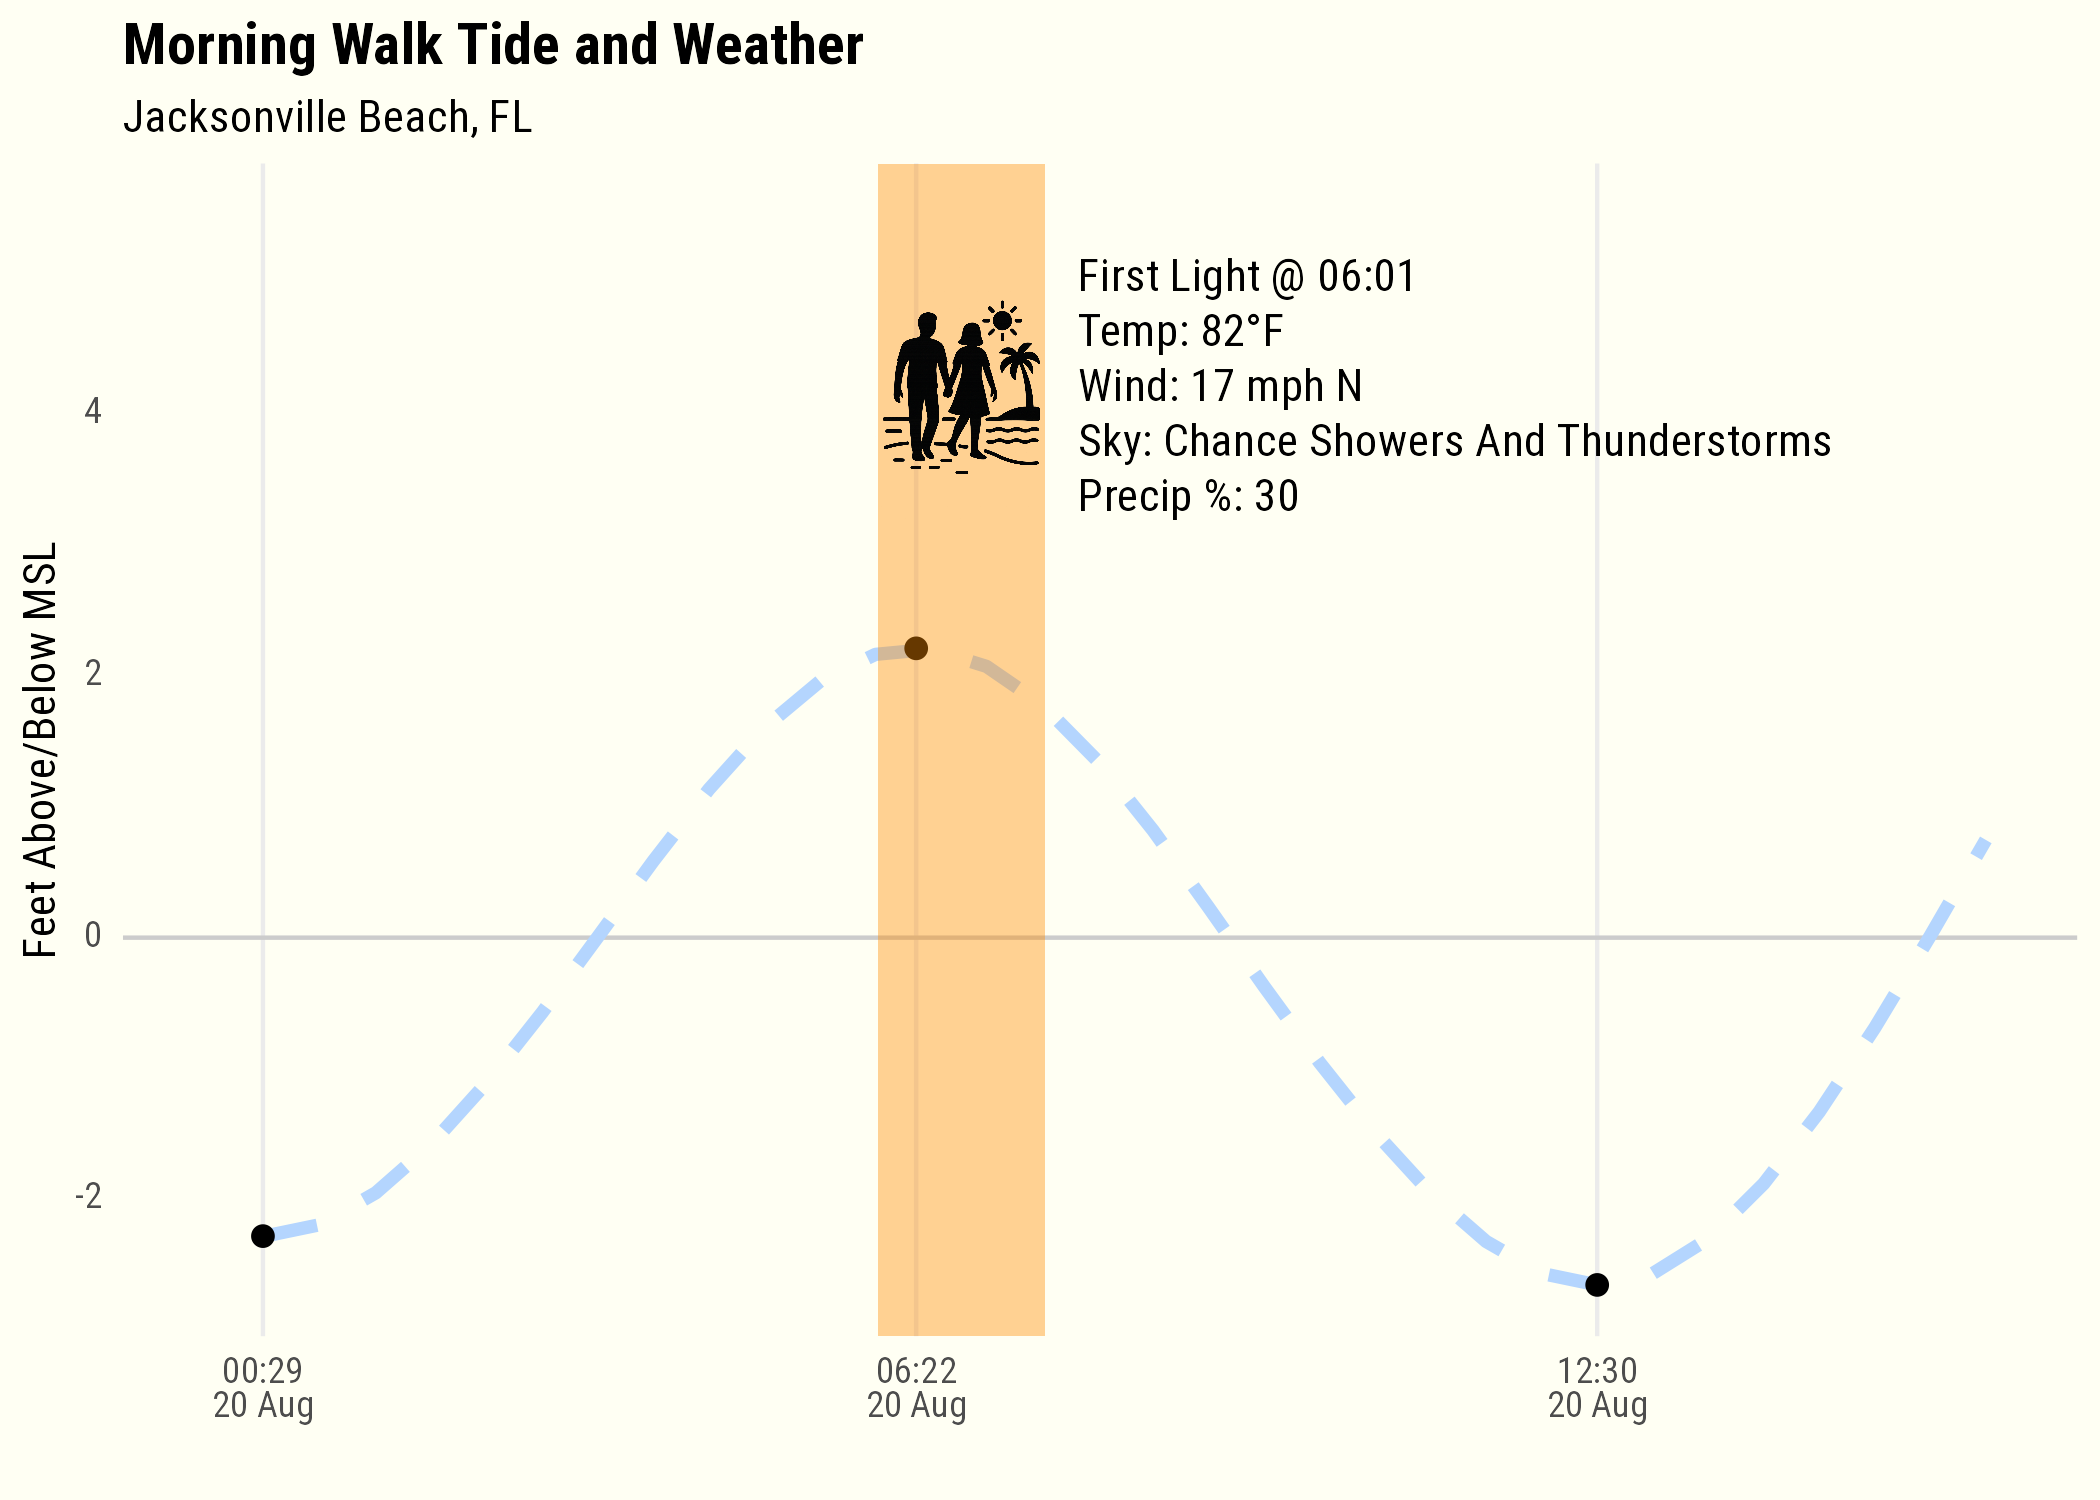 Morning Walk Tide and Weather
Jacksonville Beach, FL
First Light @ 06:01
Temp: 82°F
Wind: 17 mph N
Sky: Chance Showers And Thunderstorms
Precip %: 30
Feet Above/Below MSL
4
2
0
-2
00:29
20 Aug
06:22
20 Aug
12:30
20 Aug